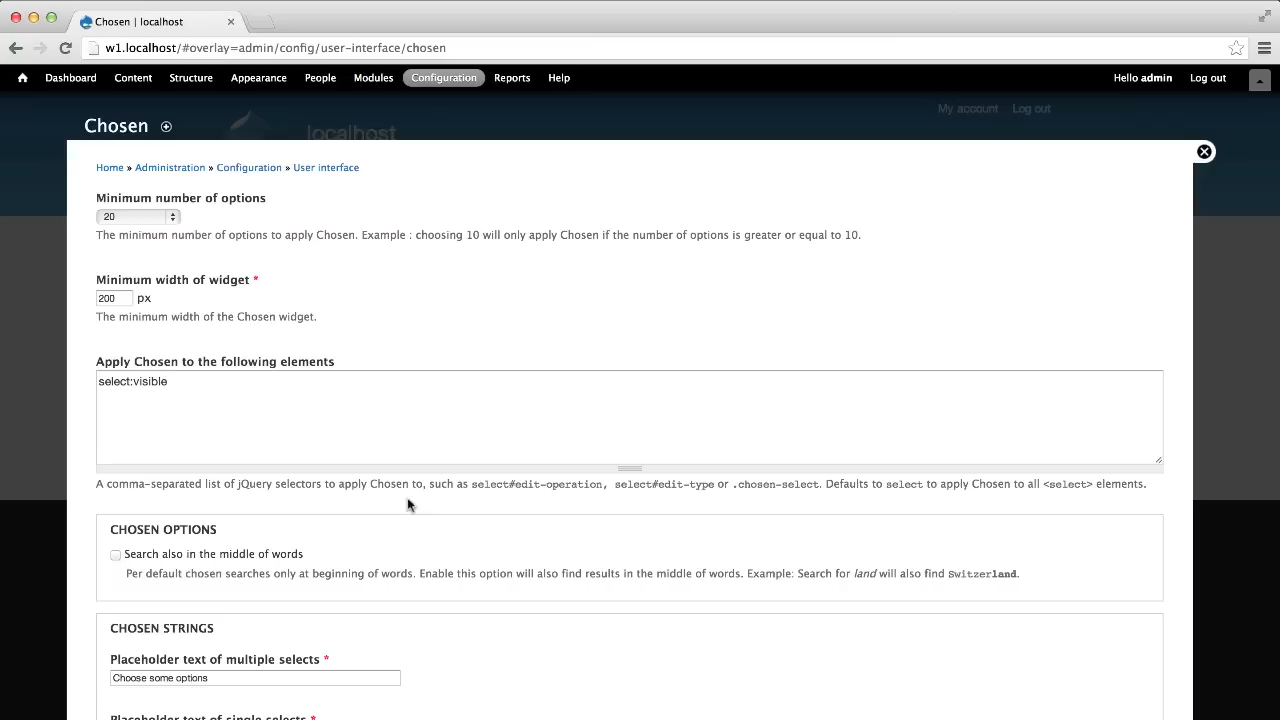 Chosen | localhost
w1.localhost/#overlay=admin/config/user-interface/chosen
Dashboard Content Structure Appearance People Modules Configuration Reports Help Hello admin Log out
My account Log out
Chosen
localhost
Home » Administration » Configuration » User interface
Minimum number of options
20
The minimum number of options to apply Chosen. Example : choosing 10 will only apply Chosen if the number of options is greater or equal to 10.
Minimum width of widget *
200 px
The minimum width of the Chosen widget.
Apply Chosen to the following elements
select:visible
A comma-separated list of jQuery selectors to apply Chosen to, such as select#edit-operation, select#edit-type or .chosen-select. Defaults to select to apply Chosen to all <select> elements.
CHOSEN OPTIONS
Search also in the middle of words
Per default chosen searches only at beginning of words. Enable this option will also find results in the middle of words. Example: Search for land will also find Switzerland.
CHOSEN STRINGS
Placeholder text of multiple selects *
Choose some options
Placeholder text of single selects *